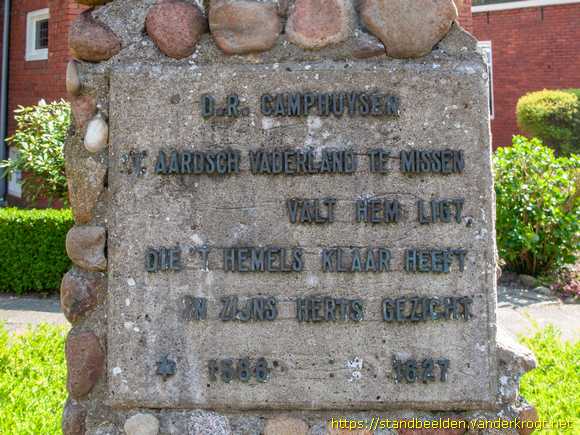 D.R. CAMPHUYSEN
'T AARDSCH VADERLAND TE MISSEN
VALT HEM LIGT
DIE 'T HEMELS KLAAR HEEFT
IN ZIJNS HERTS GEZICHT
* 1586 - 1627
https://standbeelden.vanderkrogt.net